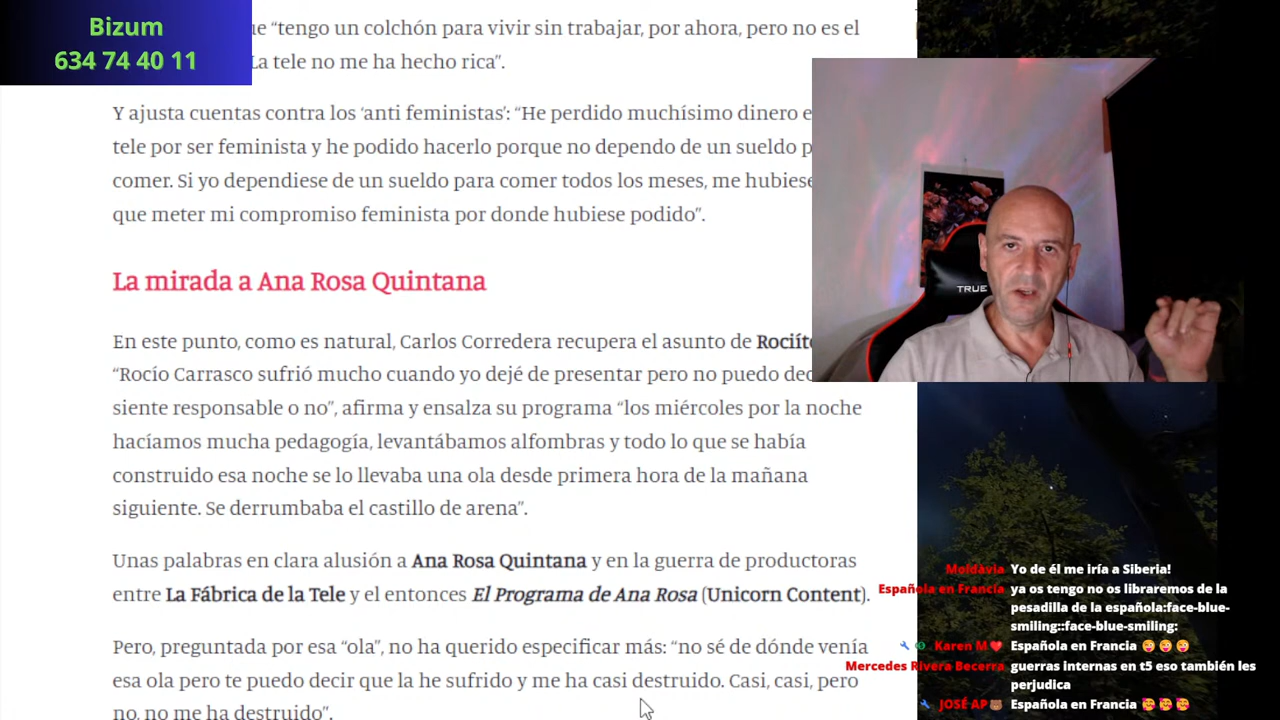 Bizum
634 74 40 11
ue “tengo un colchón para vivir sin trabajar, por ahora, pero no es el
La tele no me ha hecho rica”.
Y ajusta cuentas contra los ‘anti feministas’: “He perdido muchísimo dinero e
tele por ser feminista y he podido hacerlo porque no dependo de un sueldo p
comer. Si yo dependiese de un sueldo para comer todos los meses, me hubiese
que meter mi compromiso feminista por donde hubiese podido”.
La mirada a Ana Rosa Quintana
En este punto, como es natural, Carlos Corredera recupera el asunto de Rociíto
“Rocío Carrasco sufrió mucho cuando yo dejé de presentar pero no puedo dec
siente responsable o no”, afirma y ensalza su programa “los miércoles por la noche
hacíamos mucha pedagogía, levantábamos alfombras y todo lo que se había
construido esa noche se lo llevaba una ola desde primera hora de la mañana
siguiente. Se derrumbaba el castillo de arena”.
Unas palabras en clara alusión a Ana Rosa Quintana y en la guerra de productoras
entre La Fábrica de la Tele y el entonces El Programa de Ana Rosa (Unicorn Content).
Pero, preguntada por esa “ola”, no ha querido especificar más: “no sé de dónde venía
esa ola pero te puedo decir que la he sufrido y me ha casi destruido. Casi, casi, pero
no, no me ha destruido”.
TRUE
Moldavia Yo de él me iría a Siberia!
Española en Francia ya os tengo no os libraremos de la
pesadilla de la española:face-blue-
smiling::face-blue-smiling:
Karen M❤️ Española en Francia 😜😜😜
Mercedes Rivera Becerra guerras internas en t5 eso también les
perjudica
JOSÉ AP🐻 Española en Francia 🥰🥰🥰